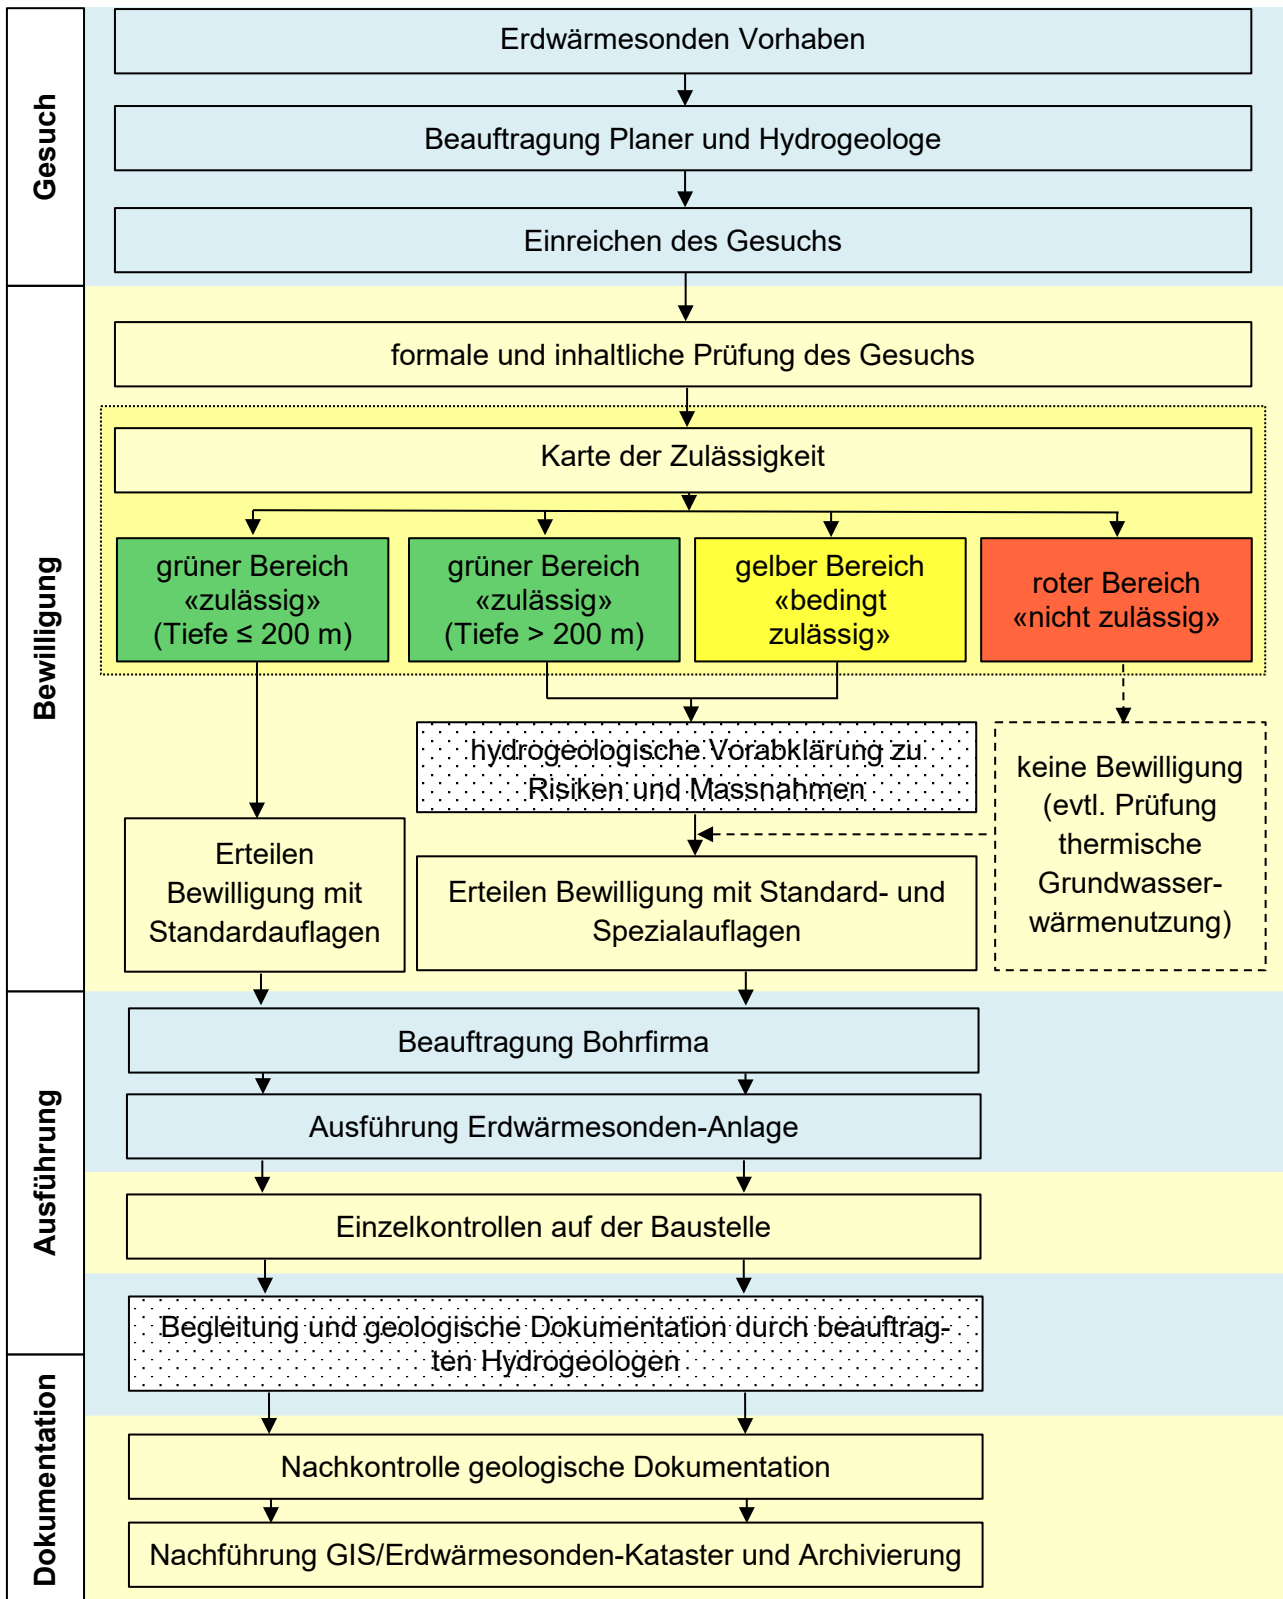 Gesuch
Erdwärmesonden Vorhaben
Beauftragung Planer und Hydrogeologe
Einreichen des Gesuchs
Bewilligung
formale und inhaltliche Prüfung des Gesuchs
Karte der Zulässigkeit
grüner Bereich
«zulässig»
(Tiefe ≤ 200 m)
grüner Bereich
«zulässig»
(Tiefe > 200 m)
gelber Bereich
«bedingt
zulässig»
roter Bereich
«nicht zulässig»
hydrogeologische Vorabklärung zu
Risiken und Massnahmen
keine Bewilligung
(evtl. Prüfung
thermische
Grundwasser-
wärmenutzung)
Erteilen
Bewilligung mit
Standardauflagen
Erteilen Bewilligung mit Standard- und
Spezialauflagen
Ausführung
Beauftragung Bohrfirma
Ausführung Erdwärmesonden-Anlage
Einzelkontrollen auf der Baustelle
Begleitung und geologische Dokumentation durch beauftrag-
ten Hydrogeologen
Dokumentation
Nachkontrolle geologische Dokumentation
Nachführung GIS/Erdwärmesonden-Kataster und Archivierung